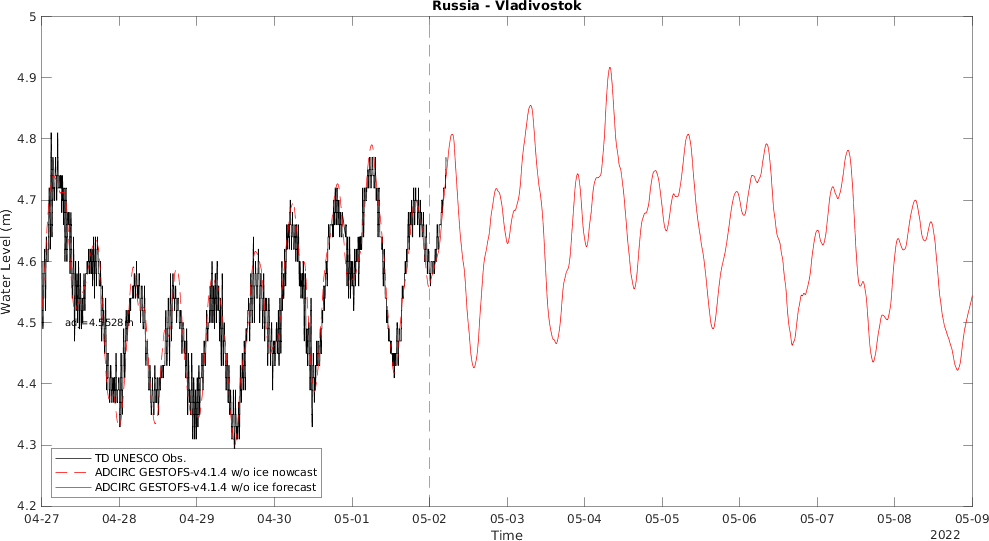 Russia - Vladivostok
5
4.9
4.8
4.7
4.6
4.5
4.4
4.3
4.2
Water Level (m)
TD UNESCO Obs.
ADCIRC GESTOFS-v4.1.4 w/o ice nowcast
ADCIRC GESTOFS-v4.1.4 w/o ice forecast
04-27 04-28 04-29 04-30 05-01 05-02 05-03 05-04 05-05 05-06 05-07 05-08 05-09
Time
2022